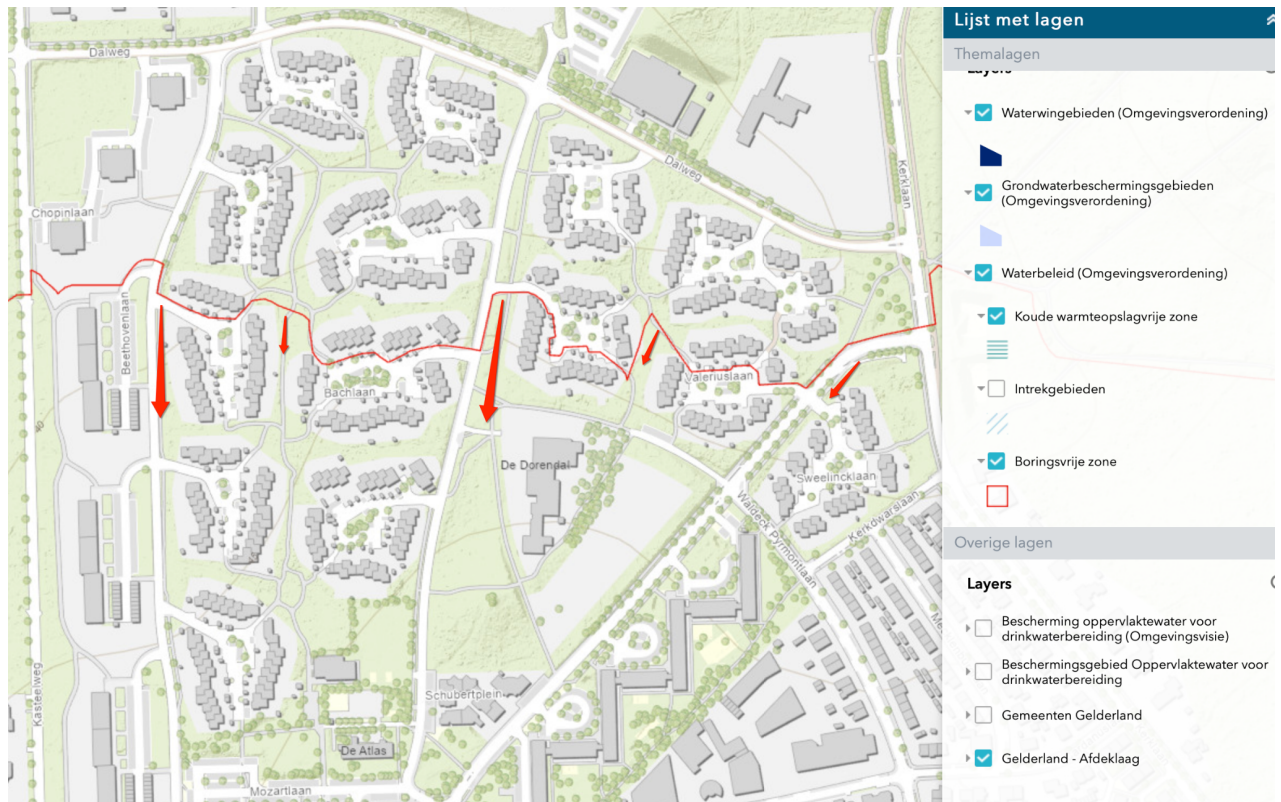 Dalweg
Chopinlaan
Beethovenlaan
Bachlaan
Kasteelweg
Dalweg
Kerklaan
Valeriuslaan
De Dorendal
Sweelincklaan
Waldeck Pyrmontlaan
Kerkdwarslaan
Schubertplein
De Atlas
Mozartlaan
Lijst met lagen
Themalagen
Layers
Waterwingebieden (Omgevingsverordening)
Grondwaterbeschermingsgebieden
(Omgevingsverordening)
Waterbeleid (Omgevingsverordening)
Koude warmteopslagvrije zone
Intrekgebieden
Boringsvrije zone
Overige lagen
Layers
Bescherming oppervlaktewater voor
drinkwaterbereiding (Omgevingsvisie)
Beschermingsgebied Oppervlaktewater voor
drinkwaterbereiding
Gemeenten Gelderland
Gelderland - Afdeklaag